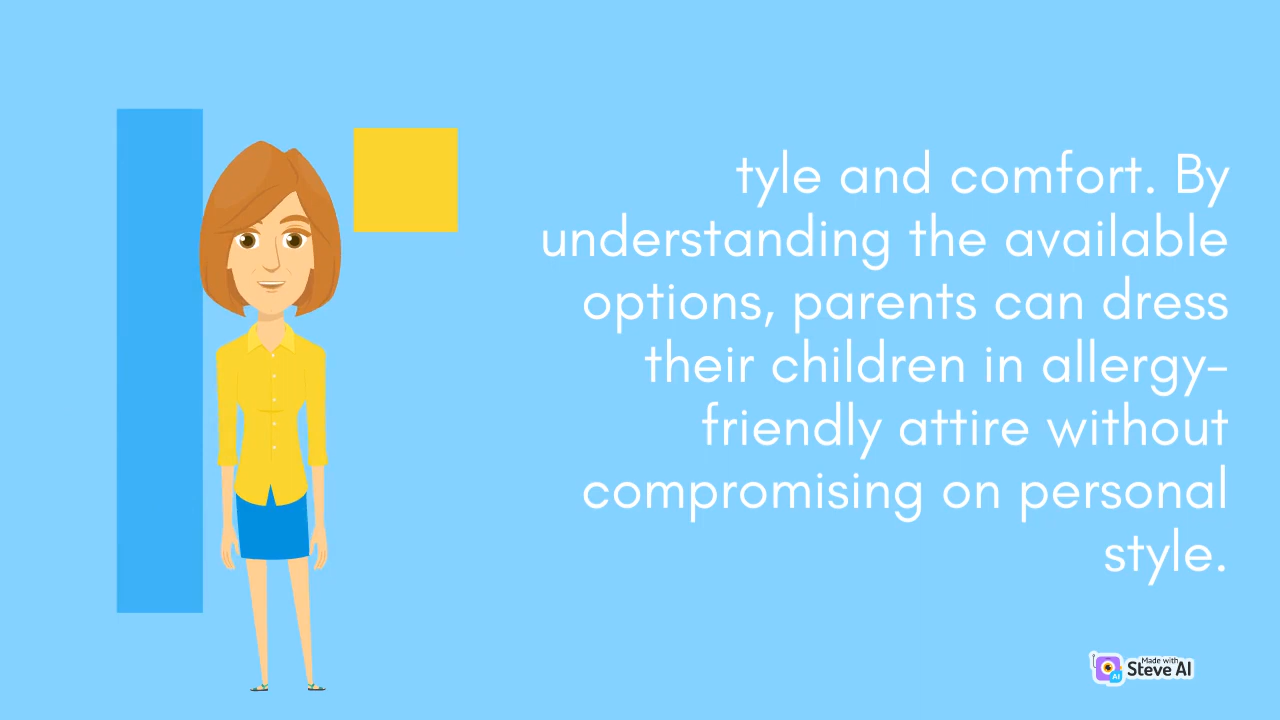 tyle and comfort. By
understanding the available
options, parents can dress
their children in allergy-
friendly attire without
compromising on personal
style.
Made with
Steve AI
AI